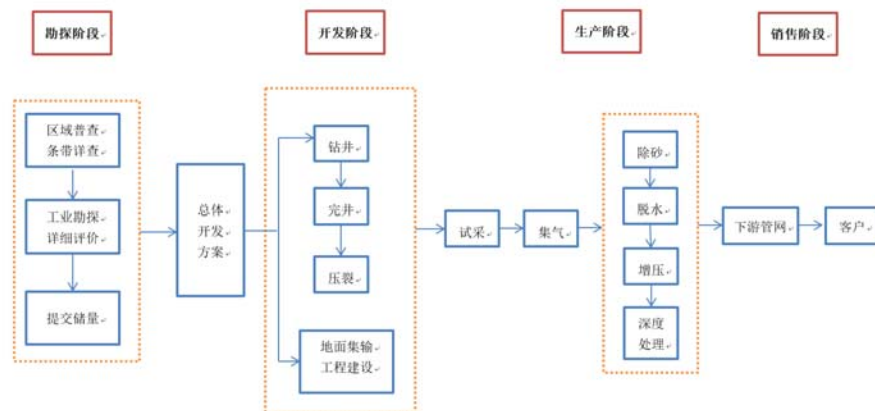 勘探阶段
开发阶段
生产阶段
销售阶段
区域普查
条带详查
工业勘探
详细评价
提交储量
总体
开发
方案
钻井
完井
压裂
地面集输
工程建设
试采
集气
除砂
脱水
增压
深度
处理
下游管网
客户